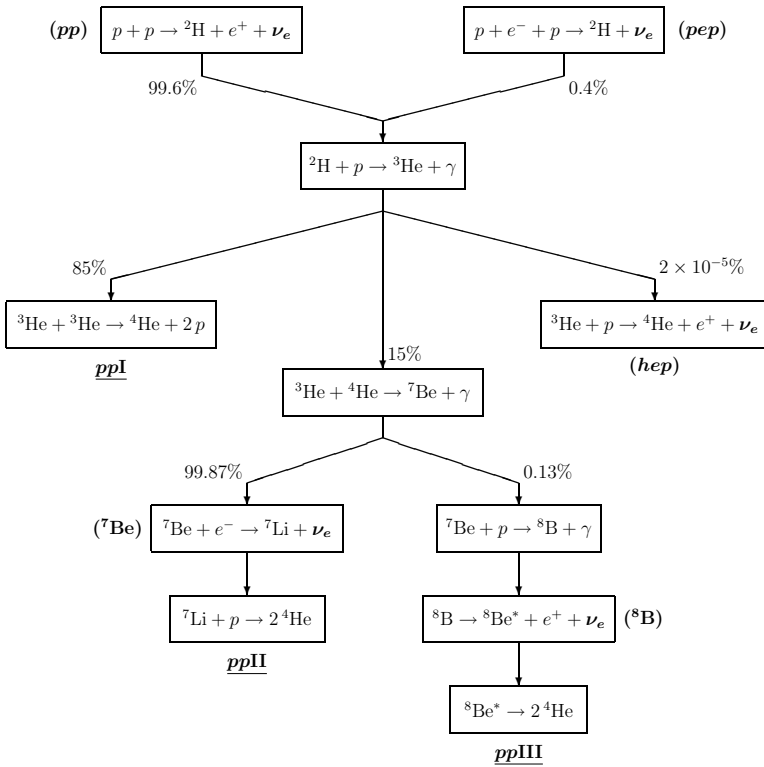 (pp) p + p → ²H + e⁺ + νₑ p + e⁻ + p → ²H + νₑ (pep)
99.6% 0.4%
²H + p → ³He + γ
85% 2 × 10⁻⁵%
³He + ³He → ⁴He + 2 p ³He + p → ⁴He + e⁺ + νₑ
ppI (hep)
15%
³He + ⁴He → ⁷Be + γ
99.87% 0.13%
(⁷Be) ⁷Be + e⁻ → ⁷Li + νₑ ⁷Be + p → ⁸B + γ
⁷Li + p → 2 ⁴He ⁸B → ⁸Be* + e⁺ + νₑ (⁸B)
ppII
⁸Be* → 2 ⁴He
ppIII